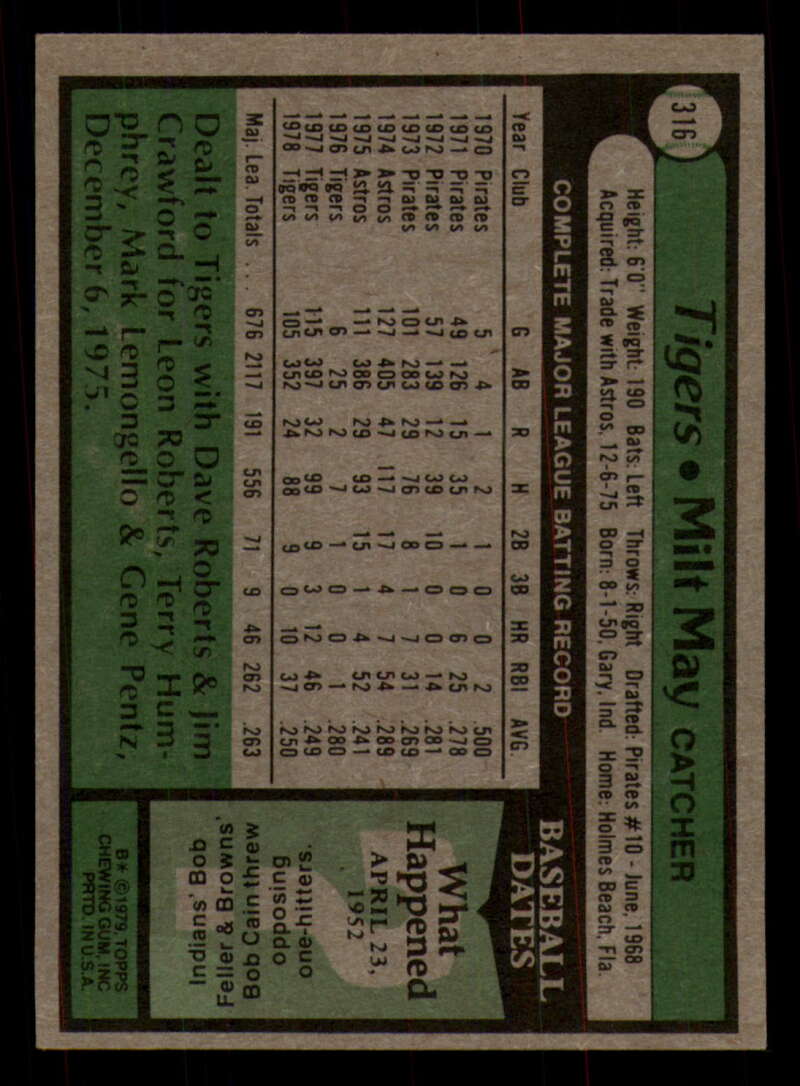 316
Tigers • Milt May CATCHER
Height: 6'0" Weight: 190 Bats: Left Throws: Right Drafted: Pirates #10 - June, 1968
Acquired: Trade with Astros, 12-6-75 Born: 8-1-50, Gary, Ind. Home: Holmes Beach, Fla.
COMPLETE MAJOR LEAGUE BATTING RECORD
Year Club G AB R H 2B 3B HR RBI AVG.
1970 Pirates 5 4 1 2 1 0 0 2 .500
1971 Pirates 49 126 15 35 1 0 6 25 .278
1972 Pirates 57 139 12 39 10 0 0 14 .281
1973 Pirates 101 283 29 76 8 1 7 31 .269
1974 Astros 127 405 47 117 17 4 7 54 .289
1975 Astros 111 386 29 93 15 1 4 52 .241
1976 Tigers 6 25 2 7 1 0 0 1 .280
1977 Tigers 115 397 32 99 9 3 12 46 .249
1978 Tigers 105 352 24 88 9 0 10 37 .250
Maj. Lea. Totals . . . 676 2117 191 556 71 9 46 262 .263
Dealt to Tigers with Dave Roberts & Jim
Crawford for Leon Roberts, Terry Hum-
phrey, Mark Lemongello & Gene Pentz,
December 6, 1975.
BASEBALL
DATES
What
Happened
APRIL 23,
1952
?
Indians' Bob
Feller & Browns'
Bob Cain threw
opposing
one-hitters.
B* © 1979, TOPPS
CHEWING GUM, INC
PRTD. IN U.S.A.